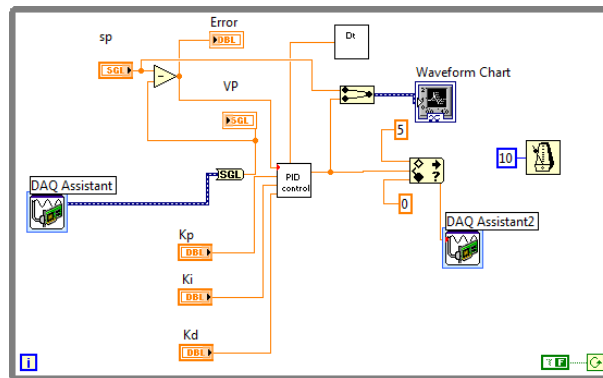 Error
DBL
Dt
sp
SGL
Waveform Chart
VP
SGL
5
10
DAQ Assistant
SGL
PID
control
?
0
DAQ Assistant2
Kp
DBL
Ki
DBL
Kd
DBL
i
T F